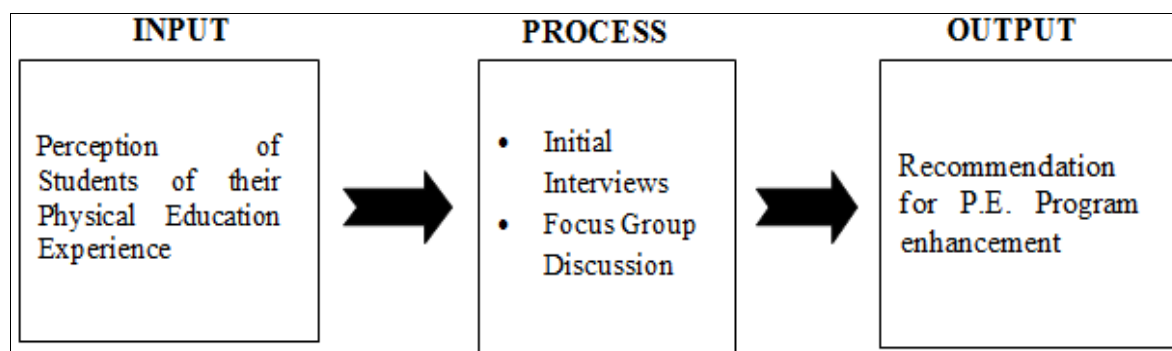 INPUT
PROCESS
OUTPUT
Perception of
Students of their
Physical Education
Experience
• Initial
Interviews
• Focus Group
Discussion
Recommendation
for P.E. Program
enhancement